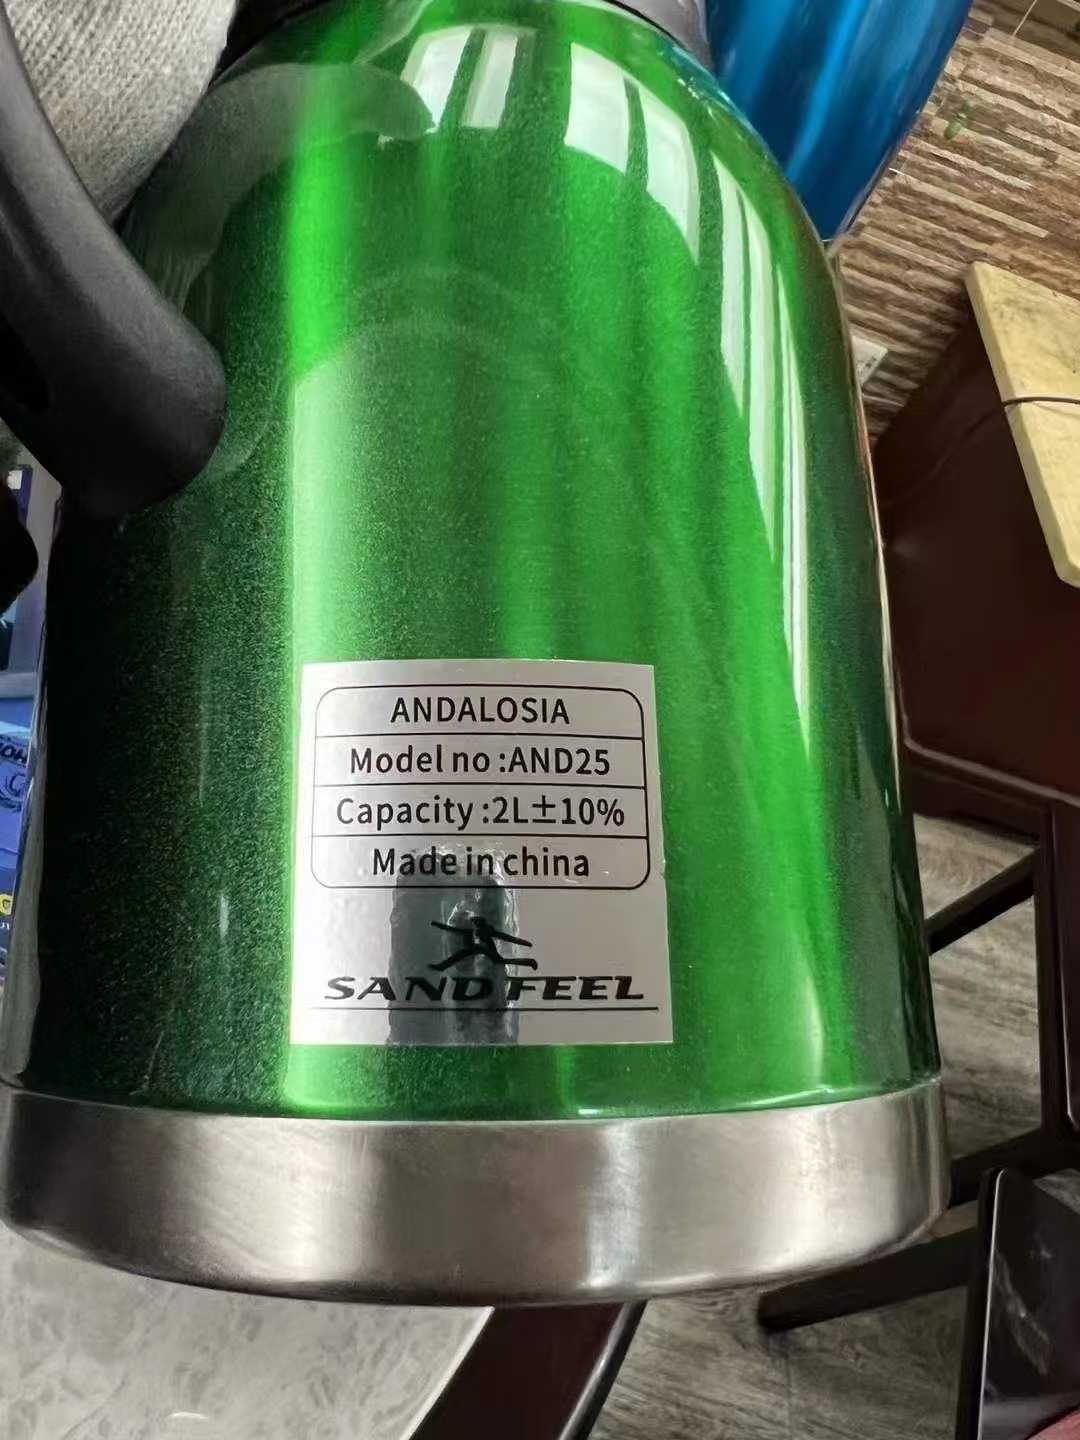 ANDALOSIA
Model no :AND25
Capacity :2L±10%
Made in china
SAND FEEL